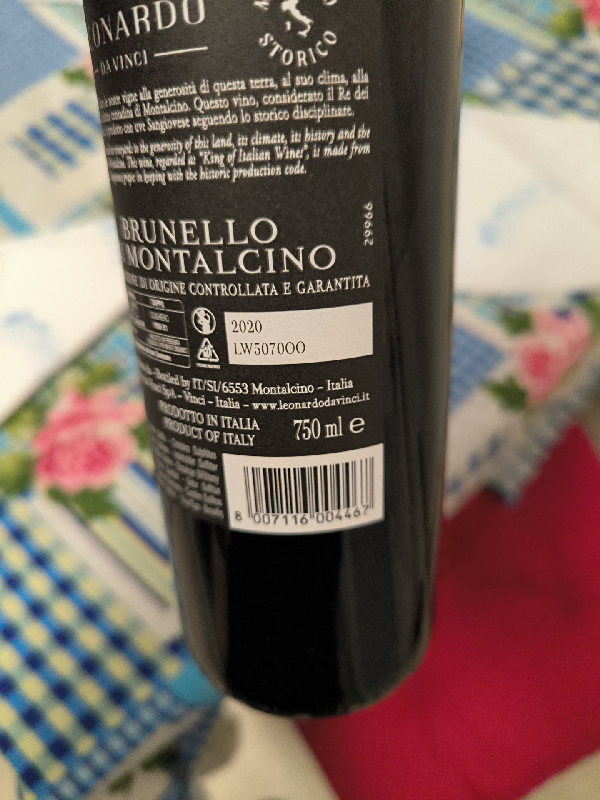 ONARDO
DA VINCI
STORICO
vigne alla generosità di questa terra, al suo clima, alla
di Montalcino. Questo vino, considerato il Re dei
con uve Sangiovese seguendo lo storico disciplinare.
to the generosity of this land, its climate, its history and the
This wine, regarded as "King of Italian Wines", is made from
in keeping with the historic production code.
29966
BRUNELLO
MONTALCINO
DI ORIGINE CONTROLLATA E GARANTITA
2020
LW5070OO
Bottled by IT/SI/6553 Montalcino - Italia
SpA - Vinci - Italia - www.leonardodavinci.it
PRODOTTO IN ITALIA
PRODUCT OF ITALY
750 ml e
8 007116 004467